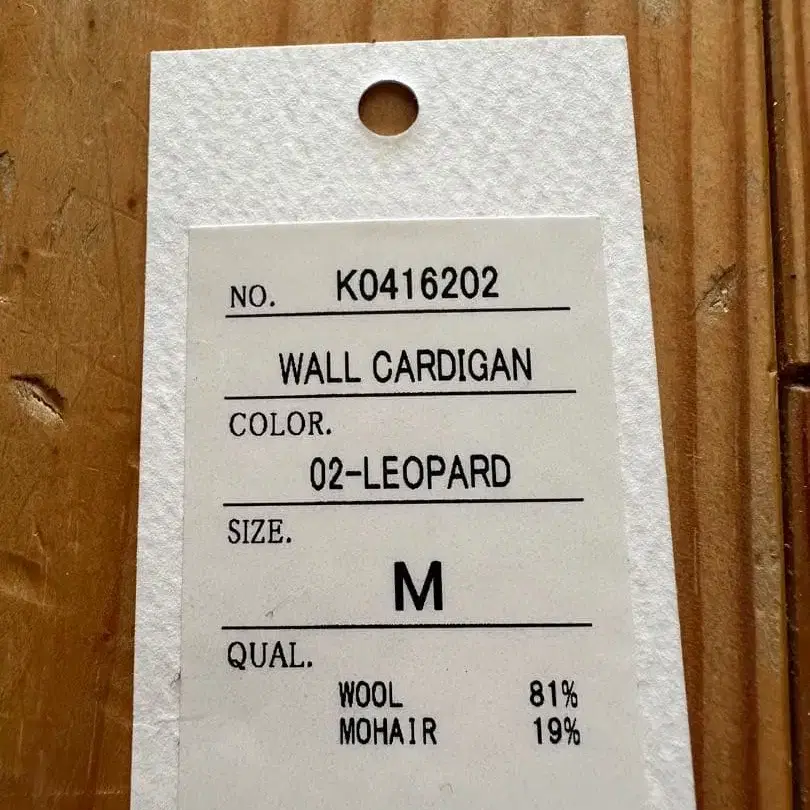 NO. K0416202
WALL CARDIGAN
COLOR.
02-LEOPARD
SIZE.
M
QUAL.
WOOL 81%
MOHAIR 19%